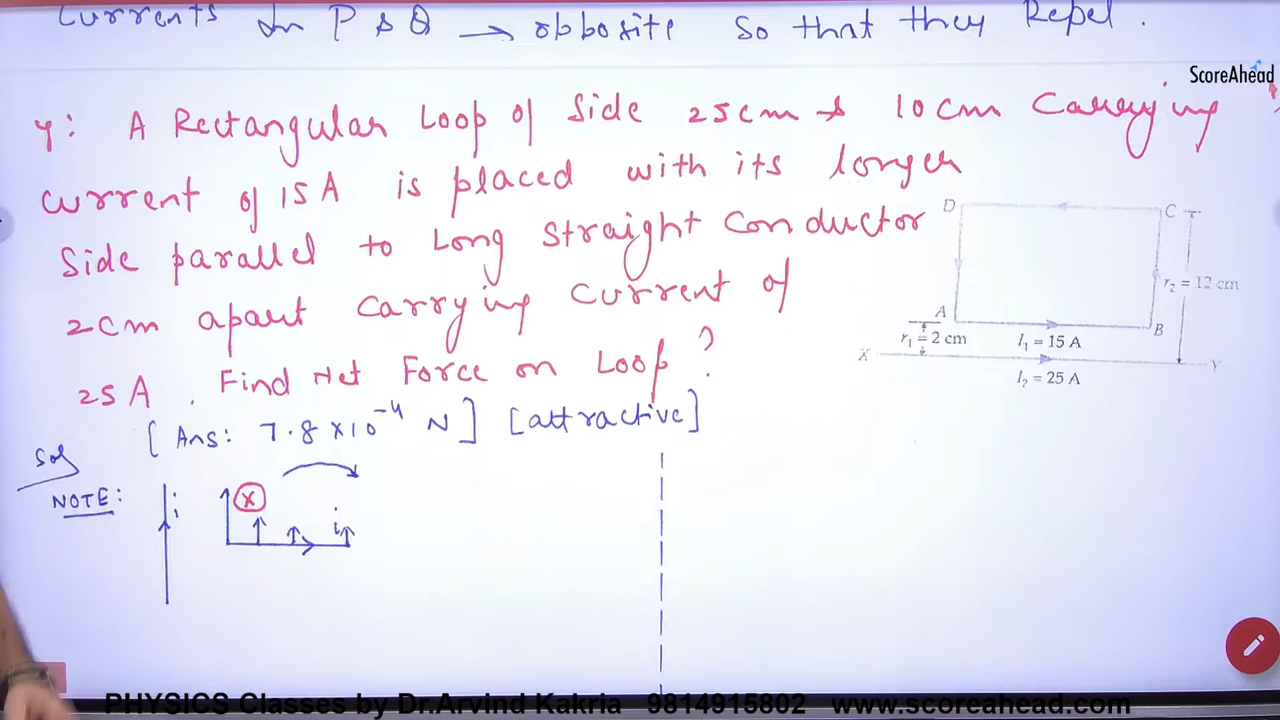 currents In P & Q → opposite so that they Repel.
ScoreAhead
Y: A Rectangular Loop of Side 25cm & 10cm Carrying
current of 15A is placed with its longer
Side parallel to Long Straight Conductor
2cm apart carrying current of
25A. Find Net Force on Loop?
[Ans: 7.8×10⁻⁴ N] [attractive]
D
C
r₂ = 12 cm
A
B
r₁ = 2 cm
I₁ = 15 A
X
Y
I₂ = 25 A
Sol
NOTE:
i
X
i
PHYSICS Classes by Dr.Arvind Kakria 9814915802 www.scoreahead.com